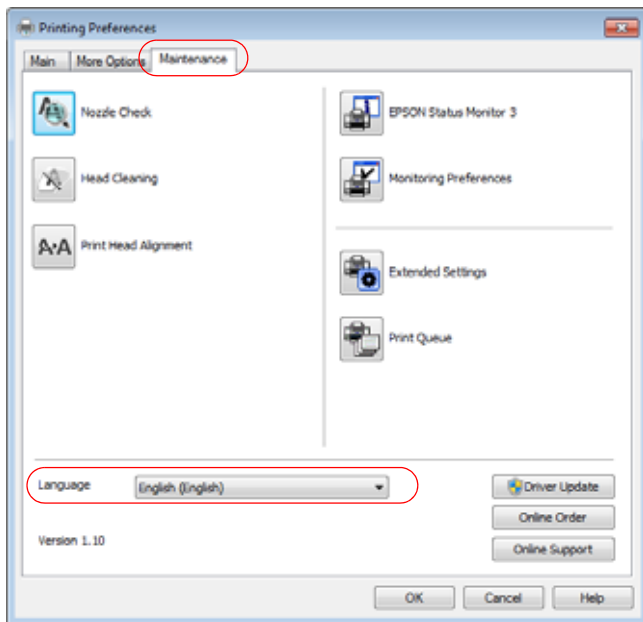 Printing Preferences
Main
More Options
Maintenance
Nozzle Check
Head Cleaning
A·A
Print Head Alignment
EPSON Status Monitor 3
Monitoring Preferences
Extended Settings
Print Queue
Language
English (English)
Version 1.10
Driver Update
Online Order
Online Support
OK
Cancel
Help